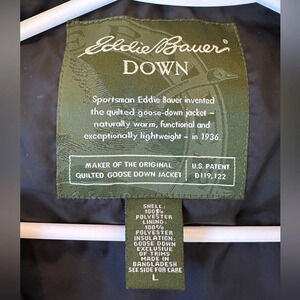 Eddie Bauer
DOWN
Sportsman Eddie Bauer invented
the quilted goose-down jacket –
naturally warm, functional and
exceptionally lightweight – in 1936.
MAKER OF THE ORIGINAL
QUILTED GOOSE DOWN JACKET
U.S. PATENT
D119,122
SHELL:
100%
POLYESTER
LINING:
100%
POLYESTER
INSULATION:
GOOSE DOWN
EXCLUSIVE
OF TRIMS
MADE IN
BANGLADESH
SEE SIDE FOR CARE
L